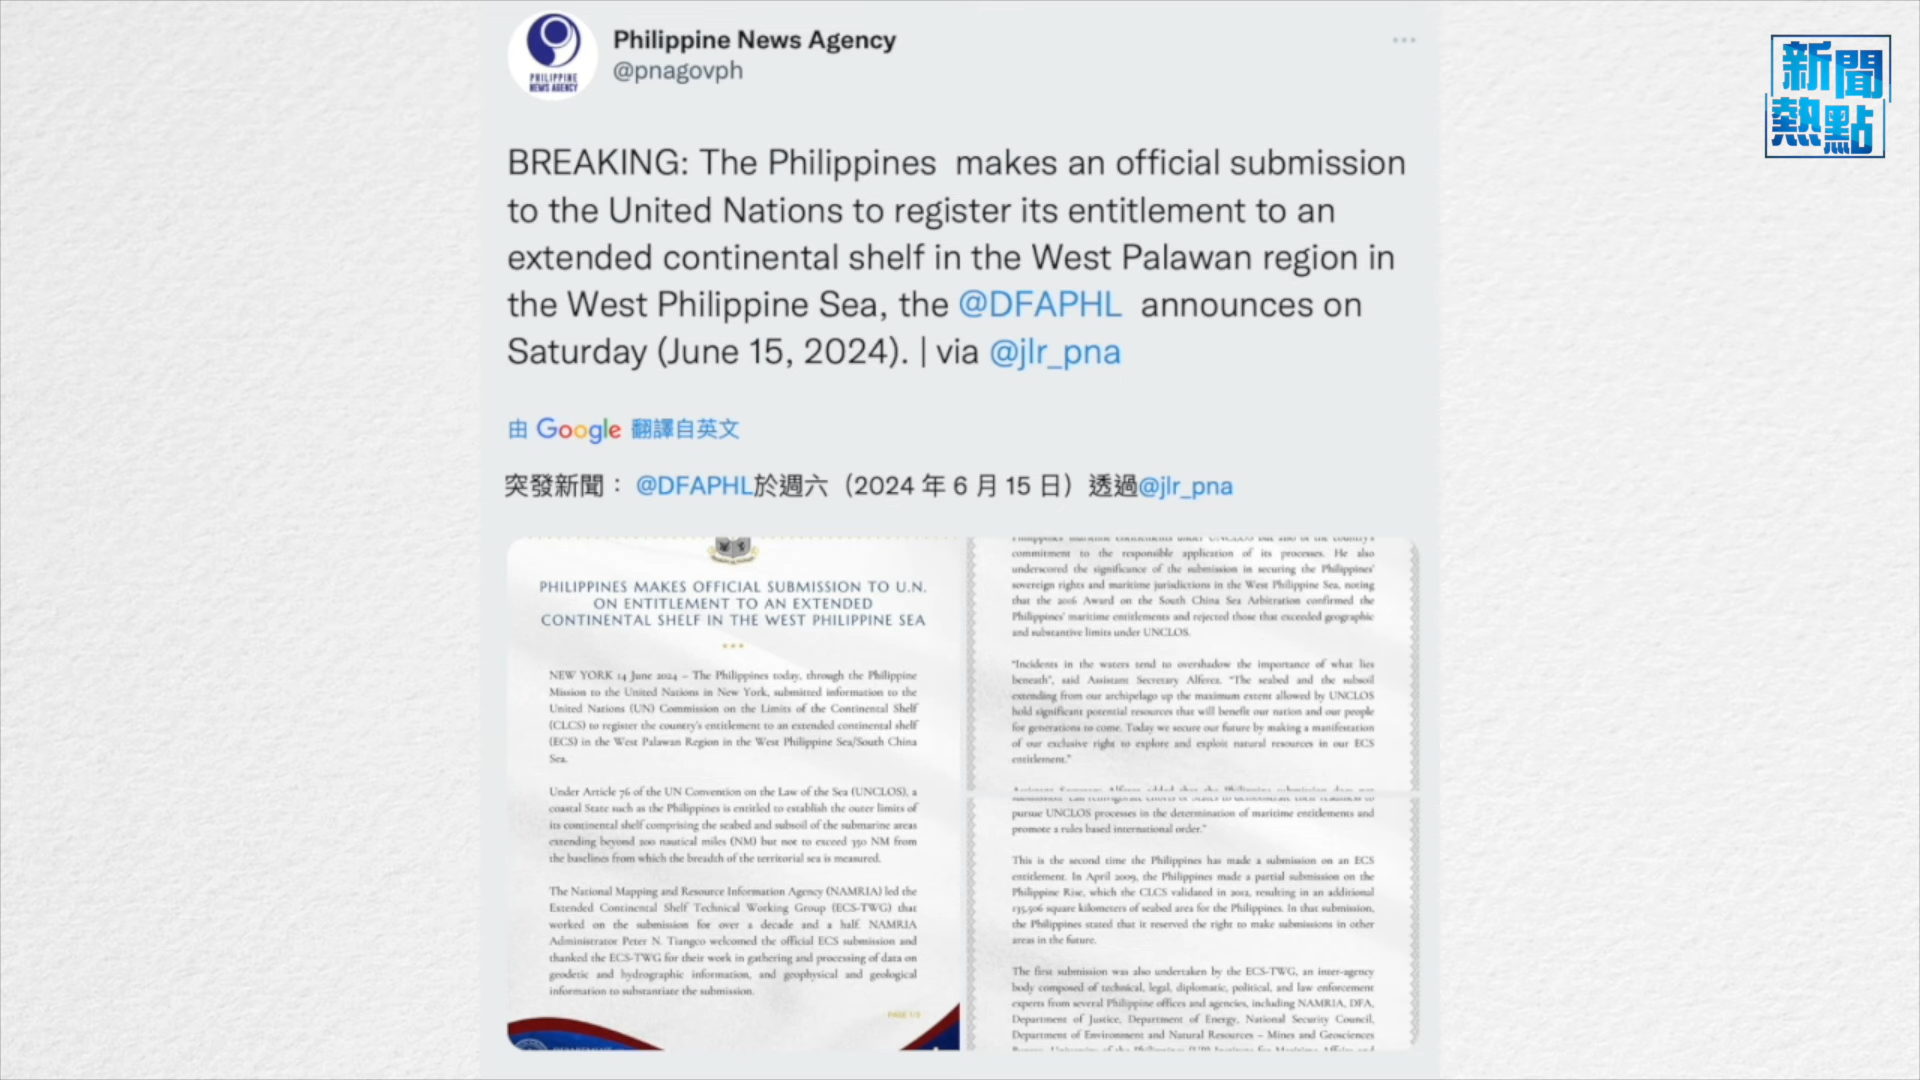 Philippine News Agency
@pnagovph
PHILIPPINE
NEWS AGENCY
新聞
熱點
BREAKING: The Philippines makes an official submission
to the United Nations to register its entitlement to an
extended continental shelf in the West Palawan region in
the West Philippine Sea, the @DFAPHL announces on
Saturday (June 15, 2024). | via @jlr_pna
由 Google 翻譯自英文
突發新聞： @DFAPHL於週六（2024 年 6 月 15 日）透過@jlr_pna
PHILIPPINES MAKES OFFICIAL SUBMISSION TO U.N.
ON ENTITLEMENT TO AN EXTENDED
CONTINENTAL SHELF IN THE WEST PHILIPPINE SEA
NEW YORK 14 June 2024 – The Philippines today, through the Philippine
Mission to the United Nations in New York, submitted information to the
United Nations (UN) Commission on the Limits of the Continental Shelf
(CLCS) to register the country's entitlement to an extended continental shelf
(ECS) in the West Palawan Region in the West Philippine Sea/South China
Sea.
Under Article 76 of the UN Convention on the Law of the Sea (UNCLOS), a
coastal State such as the Philippines is entitled to establish the outer limits of
its continental shelf comprising the seabed and subsoil of the submarine areas
extending beyond 200 nautical miles (NM) but not to exceed 350 NM from
the baselines from which the breadth of the territorial sea is measured.
The National Mapping and Resource Information Agency (NAMRIA) led the
Extended Continental Shelf Technical Working Group (ECS-TWG) that
worked on the submission for over a decade and a half. NAMRIA
Administrator Peter N. Tiangco welcomed the official ECS submission and
thanked the ECS-TWG for their work in gathering and processing of data on
geodetic and hydrographic information, and geophysical and geological
information to substantiate the submission.
PAGE 1/3
Philippines' maritime entitlements under UNCLOS but also of the country's
commitment to the responsible application of its processes. He also
underscored the significance of the submission in securing the Philippines'
sovereign rights and maritime jurisdictions in the West Philippine Sea, noting
that the 2016 Award on the South China Sea Arbitration confirmed the
Philippines' maritime entitlements and rejected those that exceeded geographic
and substantive limits under UNCLOS.
"Incidents in the waters tend to overshadow the importance of what lies
beneath", said Assistant Secretary Alferez. "The seabed and the subsoil
extending from our archipelago up the maximum extent allowed by UNCLOS
hold significant potential resources that will benefit our nation and our people
for generations to come. Today we secure our future by making a manifestation
of our exclusive right to explore and exploit natural resources in our ECS
entitlement."
Assistant Secretary Alferez added that the Philippine submission does not
pursue UNCLOS processes in the determination of maritime entitlements and
promote a rules based international order."
This is the second time the Philippines has made a submission on an ECS
entitlement. In April 2009, the Philippines made a partial submission on the
Philippine Rise, which the CLCS validated in 2012, resulting in an additional
135,506 square kilometers of seabed area for the Philippines. In that submission,
the Philippines stated that it reserved the right to make submissions in other
areas in the future.
The first submission was also undertaken by the ECS-TWG, an inter-agency
body composed of technical, legal, diplomatic, political, and law enforcement
experts from several Philippine offices and agencies, including NAMRIA, DFA,
Department of Justice, Department of Energy, National Security Council,
Department of Environment and Natural Resources – Mines and Geosciences